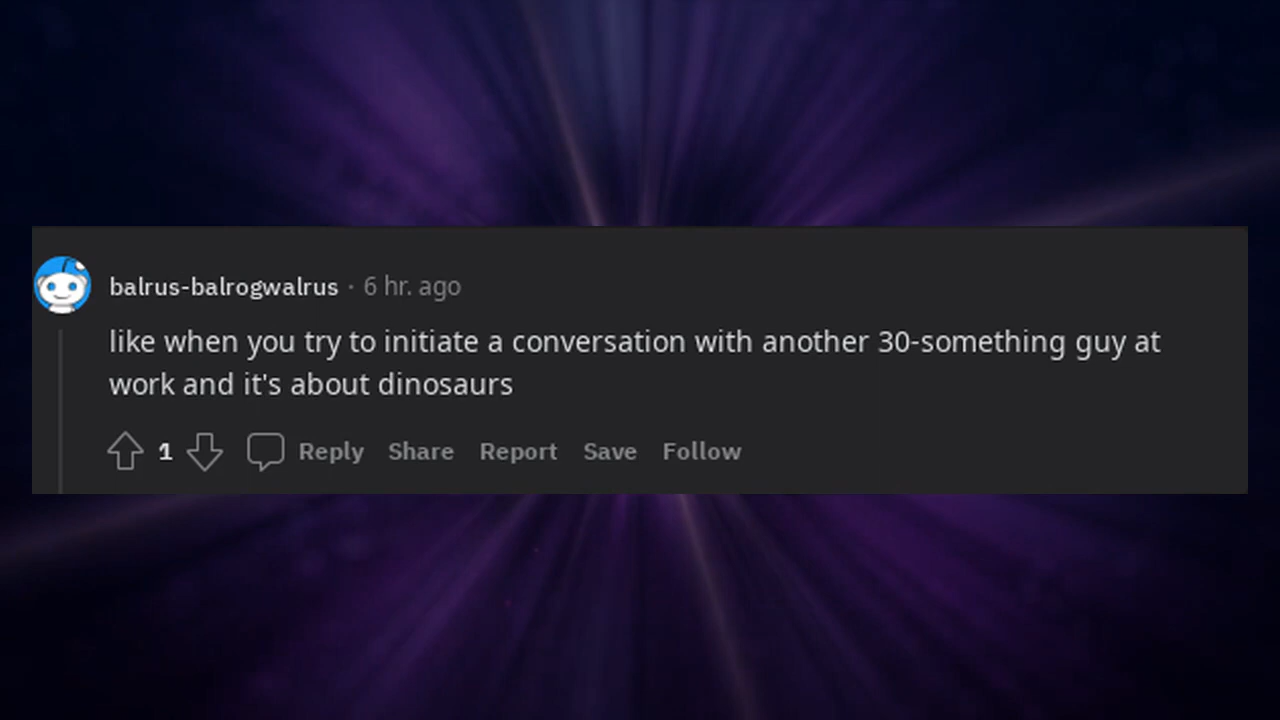 balrus-balrogwalrus · 6 hr. ago
like when you try to initiate a conversation with another 30-something guy at
work and it's about dinosaurs
1 Reply Share Report Save Follow